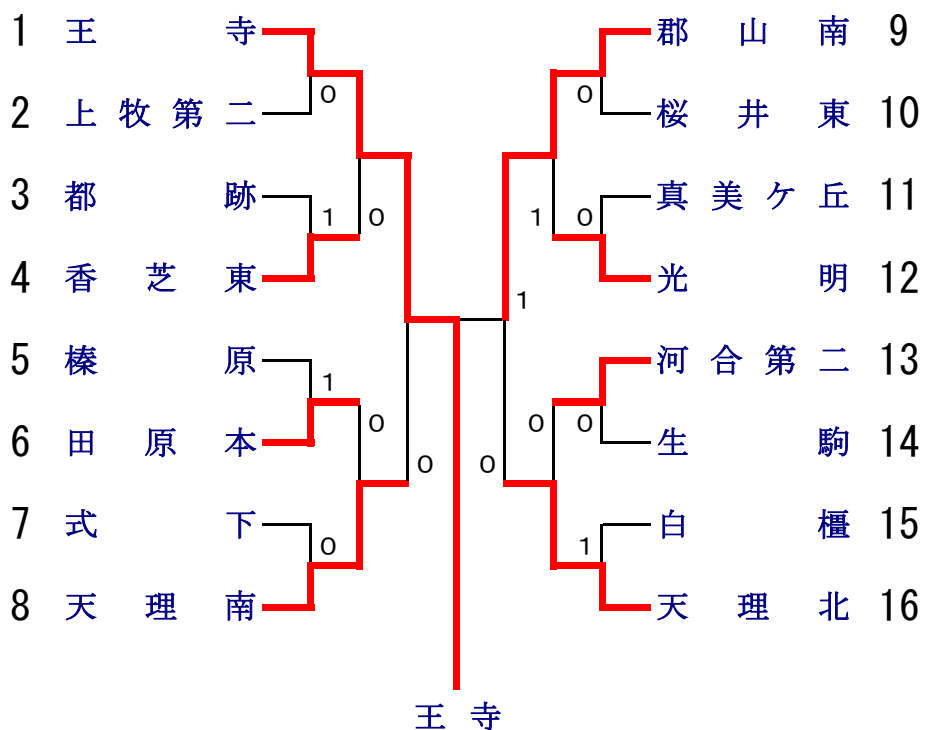 1 王寺 郡山南 9
0 0
2 上牧第二 桜井東 10
3 都跡 真美ケ丘 11
1 0 1 0
4 香芝東 光明 12
1
5 榛原 河合第二 13
1
0 0 0
6 田原本 生駒 14
0 0
7 式下 白橿 15
0 1
8 天理南 天理北 16
王寺